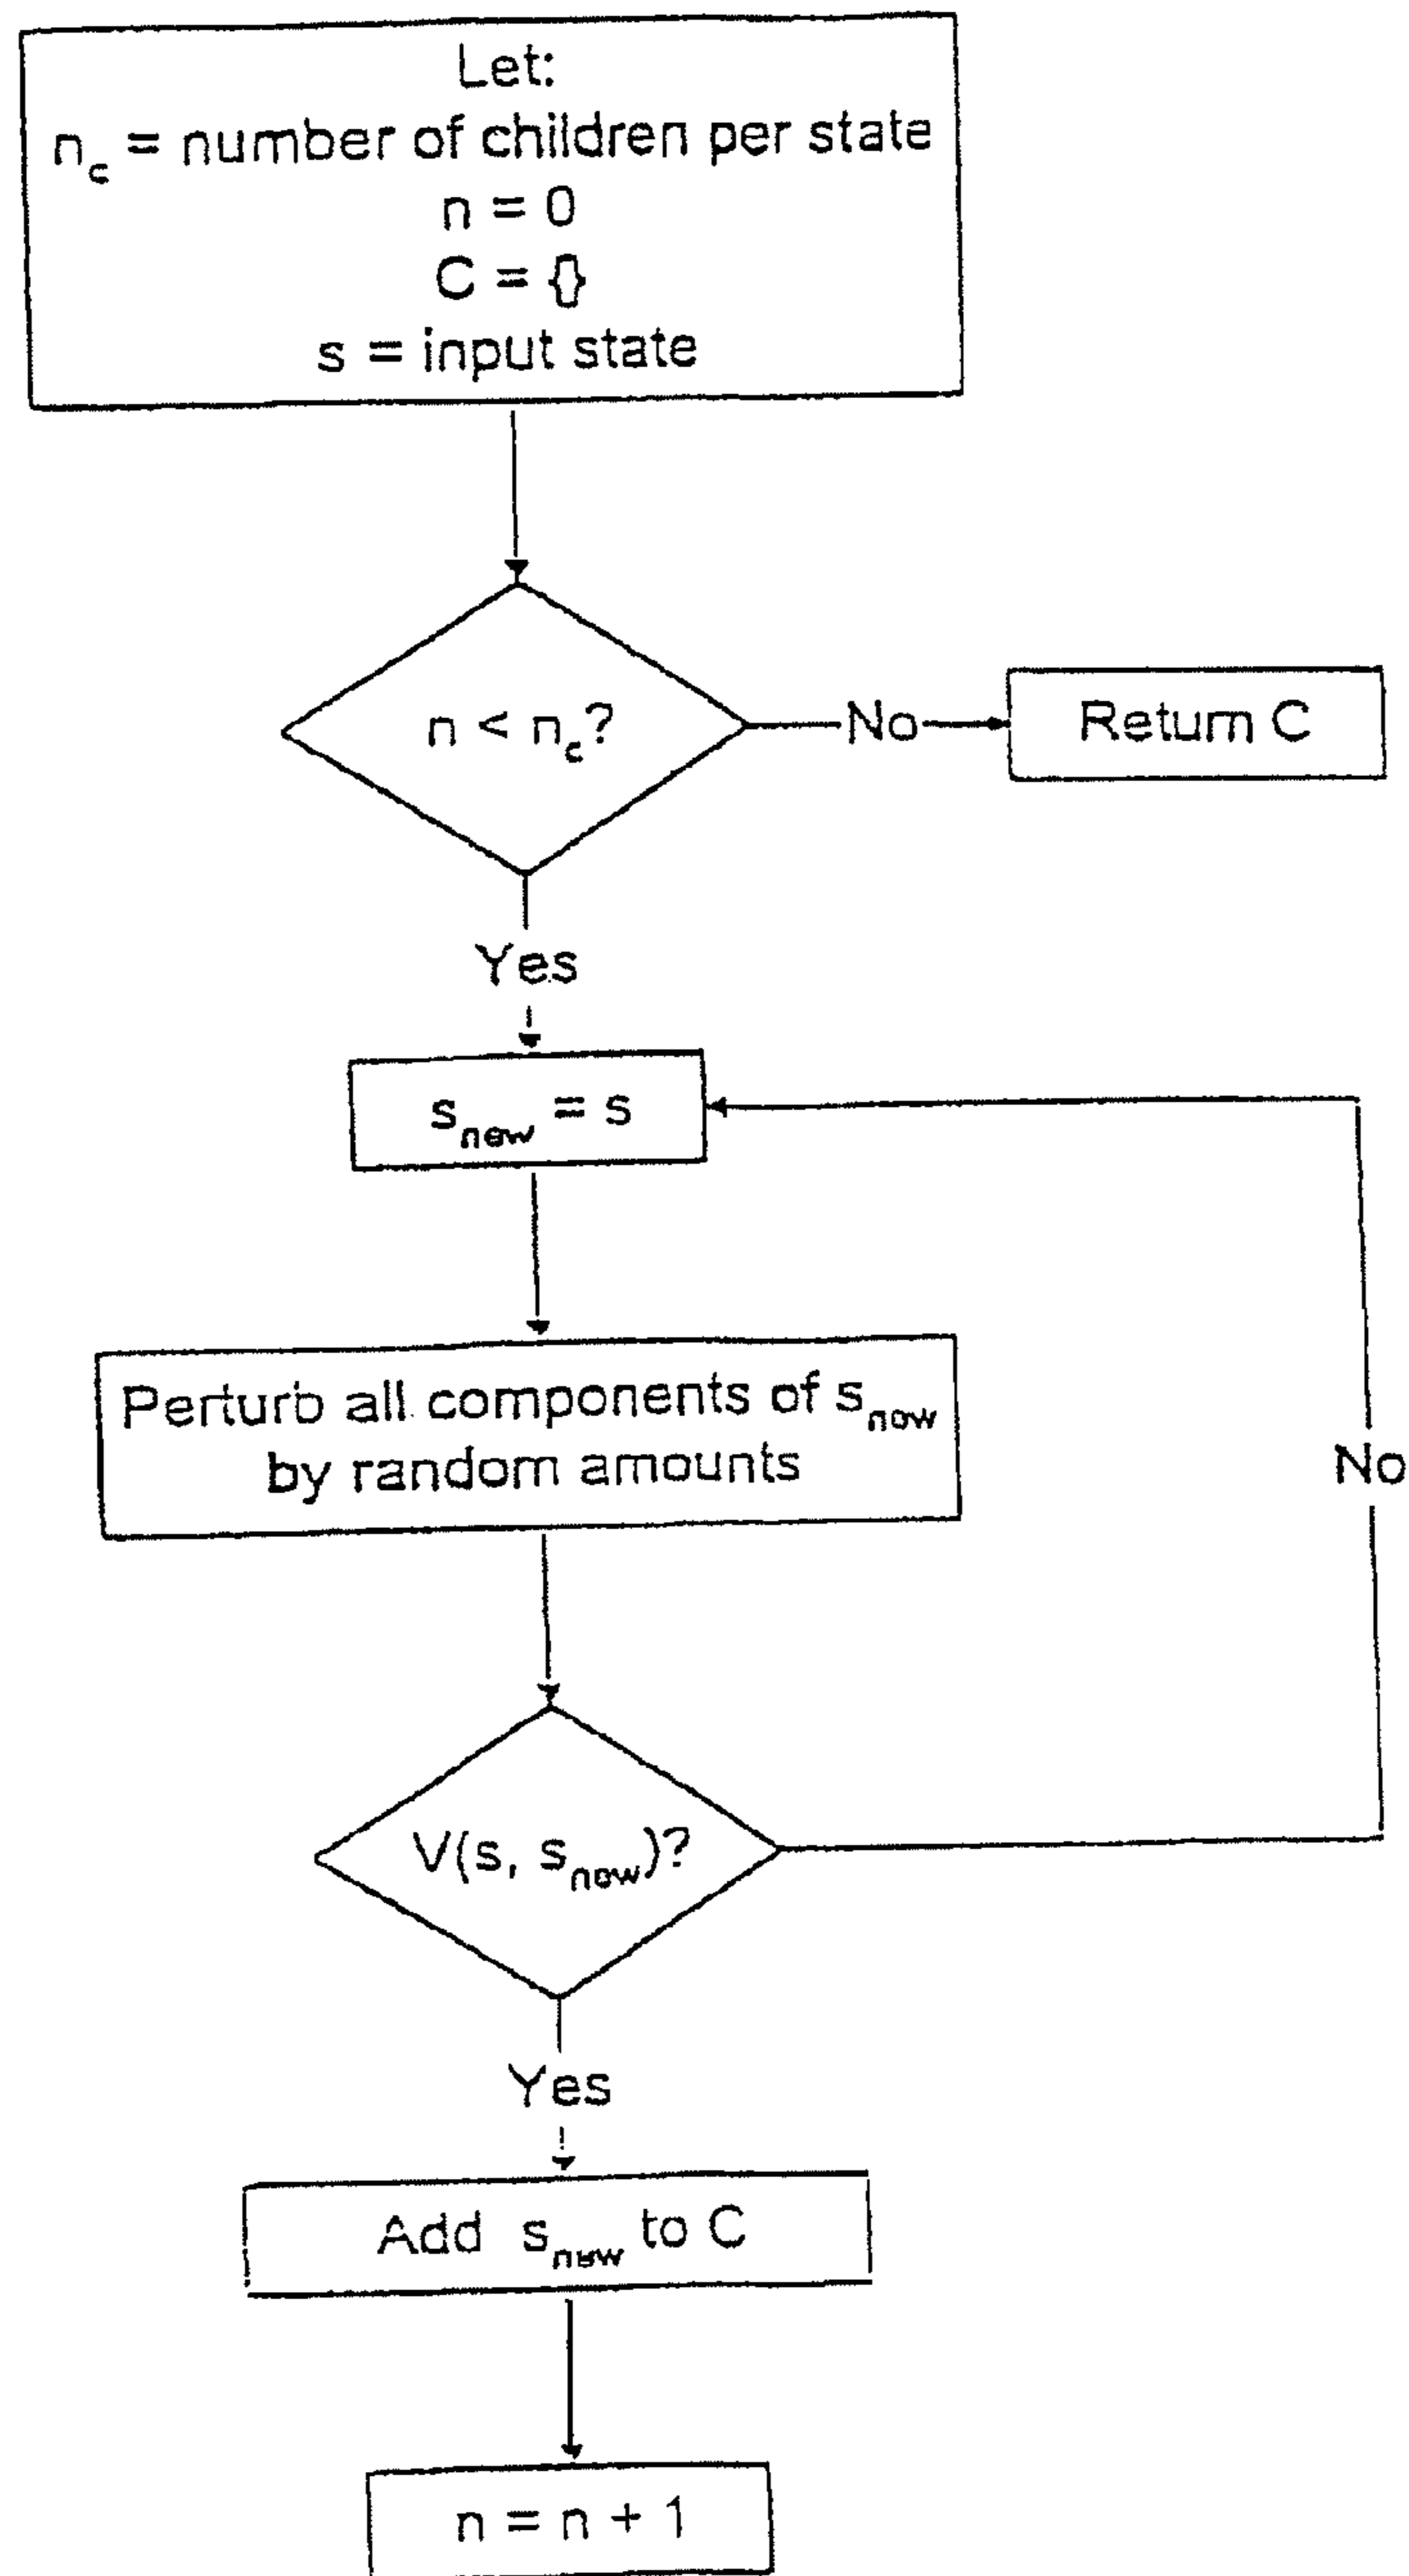 Let:
n_c = number of children per state
n = 0
C = {}
s = input state
n < n_c?
No
Return C
Yes
s_new = s
Perturb all components of s_new
by random amounts
No
V(s, s_new)?
Yes
Add s_new to C
n = n + 1